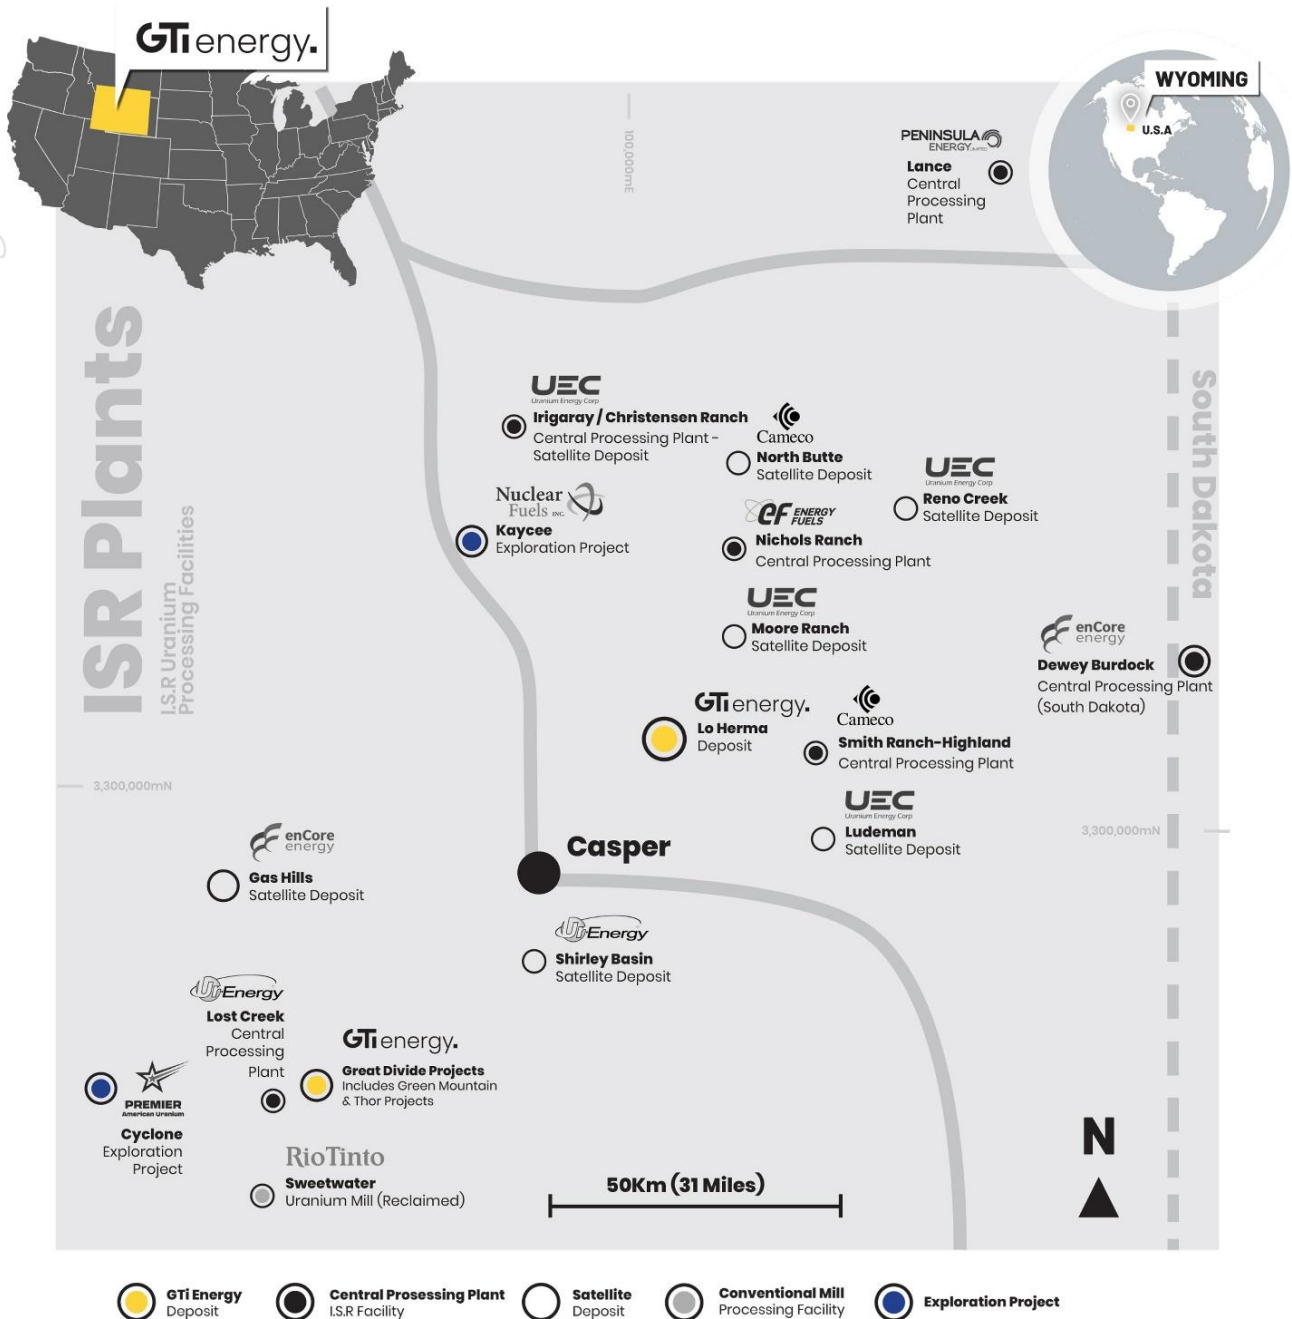 GTi energy.
WYOMING
U.S.A
100,000mE
PENINSULA
ENERGY LIMITED
Lance
Central
Processing
Plant
ISR Plants
I.S.R Uranium
Processing Facilities
South Dakota
UEC
Uranium Energy Corp
Irigaray / Christensen Ranch
Central Processing Plant -
Satellite Deposit
Cameco
North Butte
Satellite Deposit
UEC
Uranium Energy Corp
Reno Creek
Satellite Deposit
Nuclear
Fuels INC.
Kaycee
Exploration Project
ef ENERGY
FUELS
Nichols Ranch
Central Processing Plant
UEC
Uranium Energy Corp
Moore Ranch
Satellite Deposit
enCore
energy
Dewey Burdock
Central Processing Plant
(South Dakota)
GTi energy.
Lo Herma
Deposit
Cameco
Smith Ranch-Highland
Central Processing Plant
3,300,000mN
UEC
Uranium Energy Corp
Ludeman
Satellite Deposit
3,300,000mN
enCore
energy
Gas Hills
Satellite Deposit
Casper
Ur-Energy
Shirley Basin
Satellite Deposit
Ur-Energy
Lost Creek
Central
Processing
Plant
GTi energy.
Great Divide Projects
Includes Green Mountain
& Thor Projects
PREMIER
American Uranium
Cyclone
Exploration
Project
RioTinto
Sweetwater
Uranium Mill (Reclaimed)
50Km (31 Miles)
N
GTi Energy
Deposit
Central Prosessing Plant
I.S.R Facility
Satellite
Deposit
Conventional Mill
Processing Facility
Exploration Project